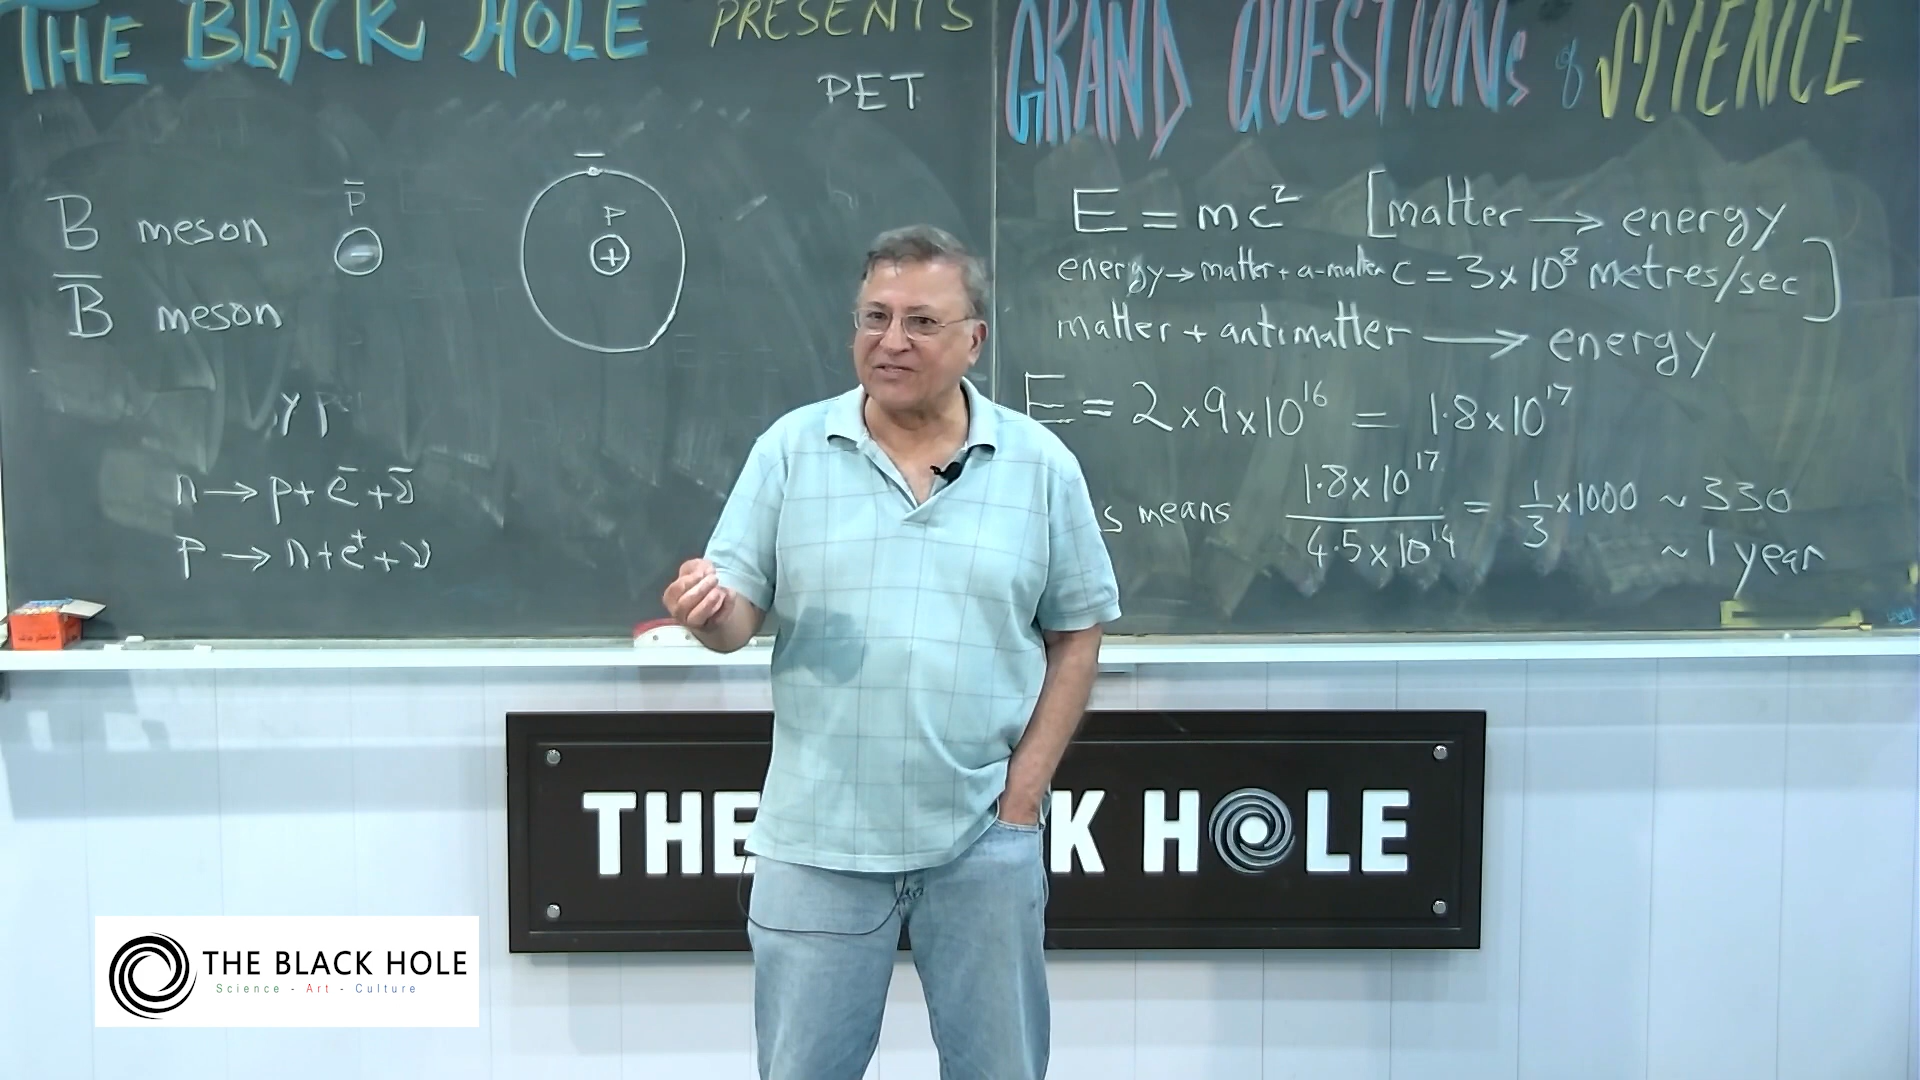 THE BLACK HOLE PRESENTS
PET
B meson
B̄ meson
p̄
−
−
P
+
γ γ
n → p + e⁻ + ν̄
p → n + e⁺ + ν
GRAND QUESTIONS of SCIENCE
E = mc² [matter → energy
energy → matter + a-matter C = 3 × 10⁸ metres/sec]
matter + antimatter → energy
E = 2 × 9 × 10¹⁶ = 1.8 × 10¹⁷
s means 1.8 × 10¹⁷ / 4.5 × 10¹⁴ = 1/3 × 1000 ~ 330
~ 1 year
THE K HOLE
THE BLACK HOLE
Science - Art - Culture